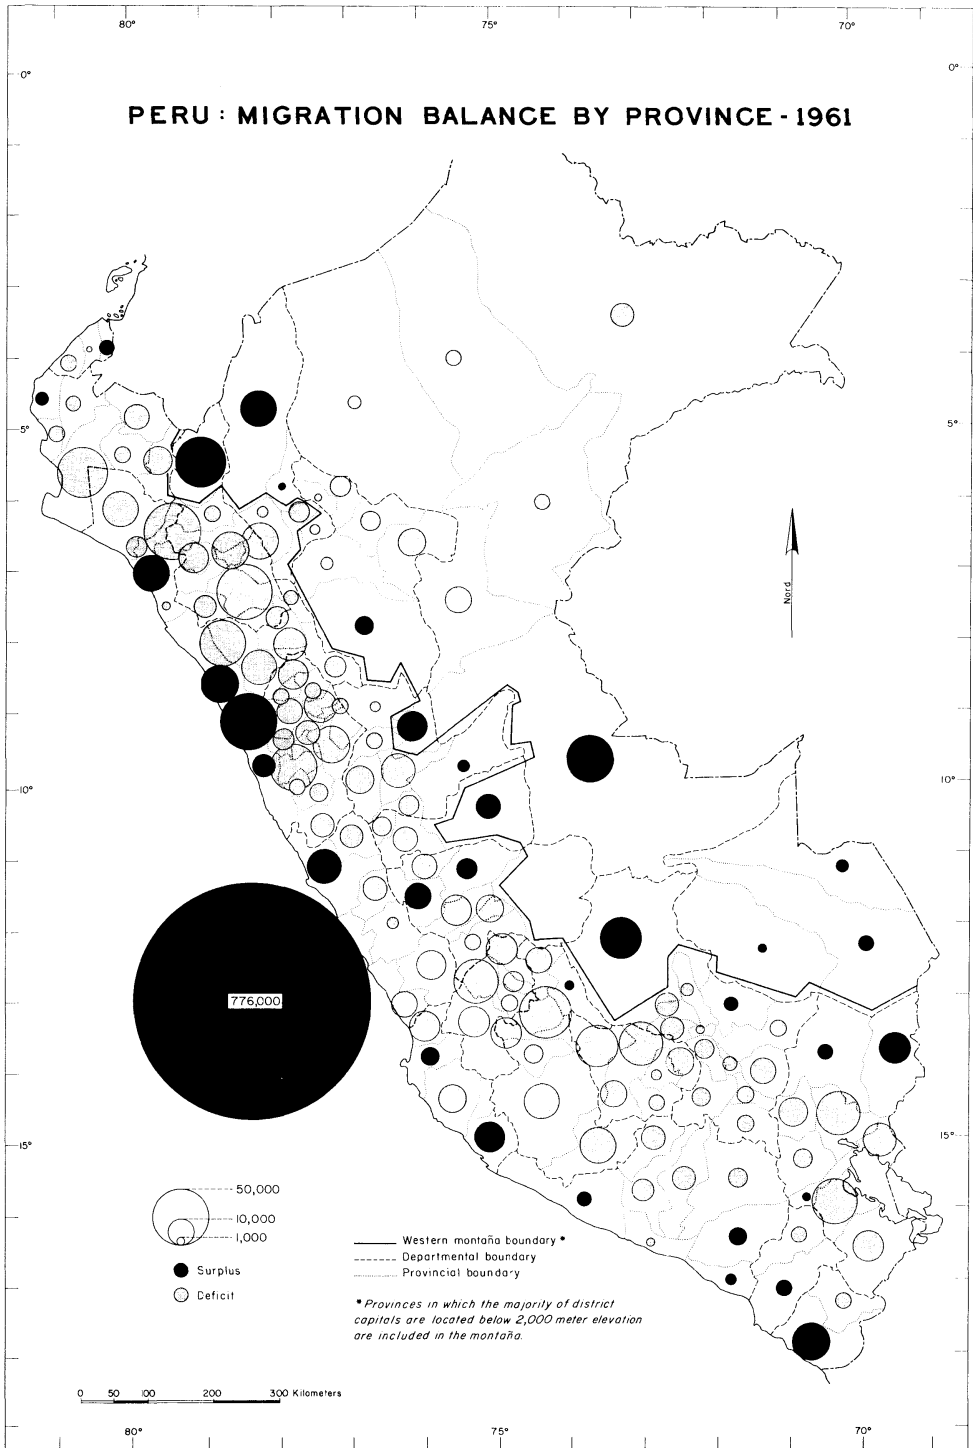 80° 75° 70°
0° 0°
PERU : MIGRATION BALANCE BY PROVINCE - 1961
5° 5°
Nord
10° 10°
776,000
15° 15°
50,000
10,000
1,000
Surplus
Deficit
Western montaña boundary *
Departmental boundary
Provincial boundary
* Provinces in which the majority of district
capitals are located below 2,000 meter elevation
are included in the montaña.
0 50 100 200 300 Kilometers
80° 75° 70°